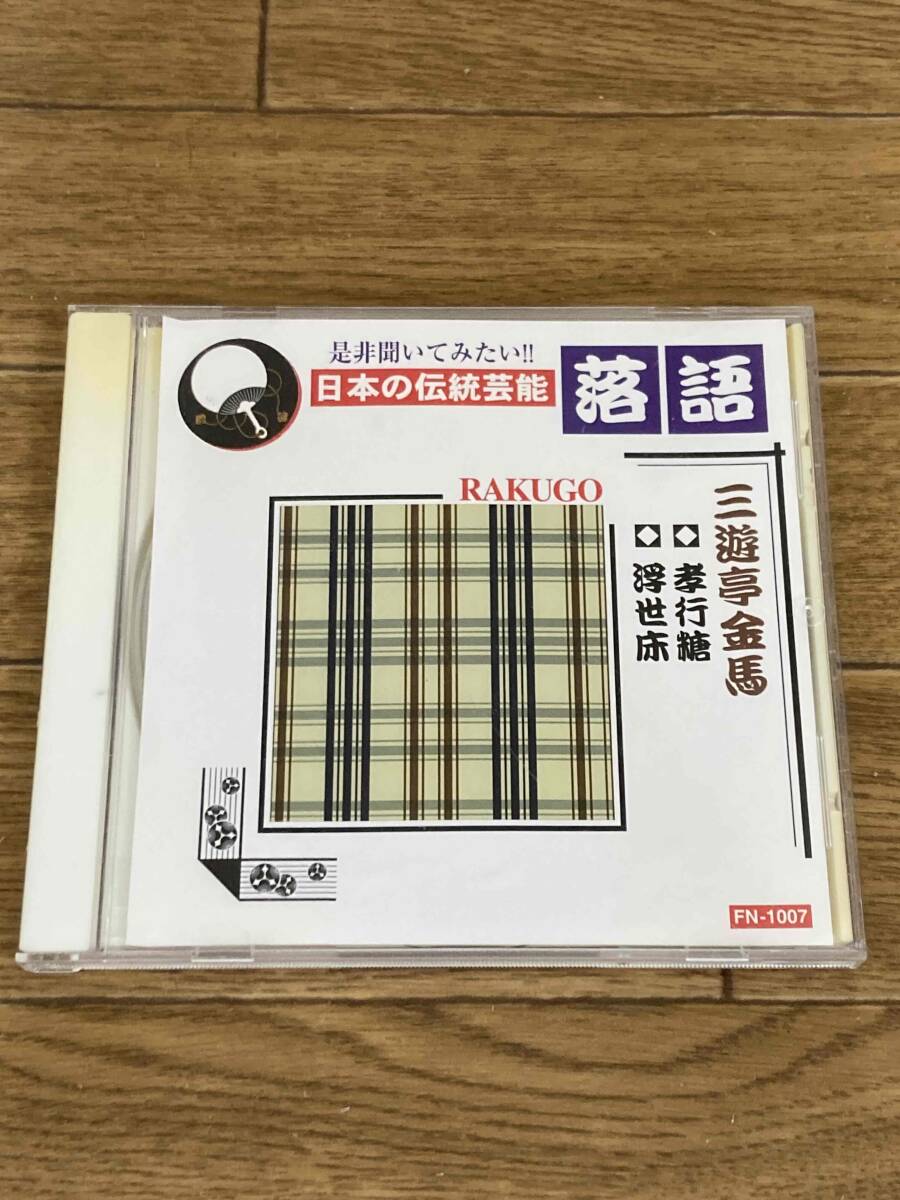 是非聞いてみたい!!
日本の伝統芸能
落語
RAKUGO
三遊亭金馬
◇孝行糖
◇浮世床
FN-1007